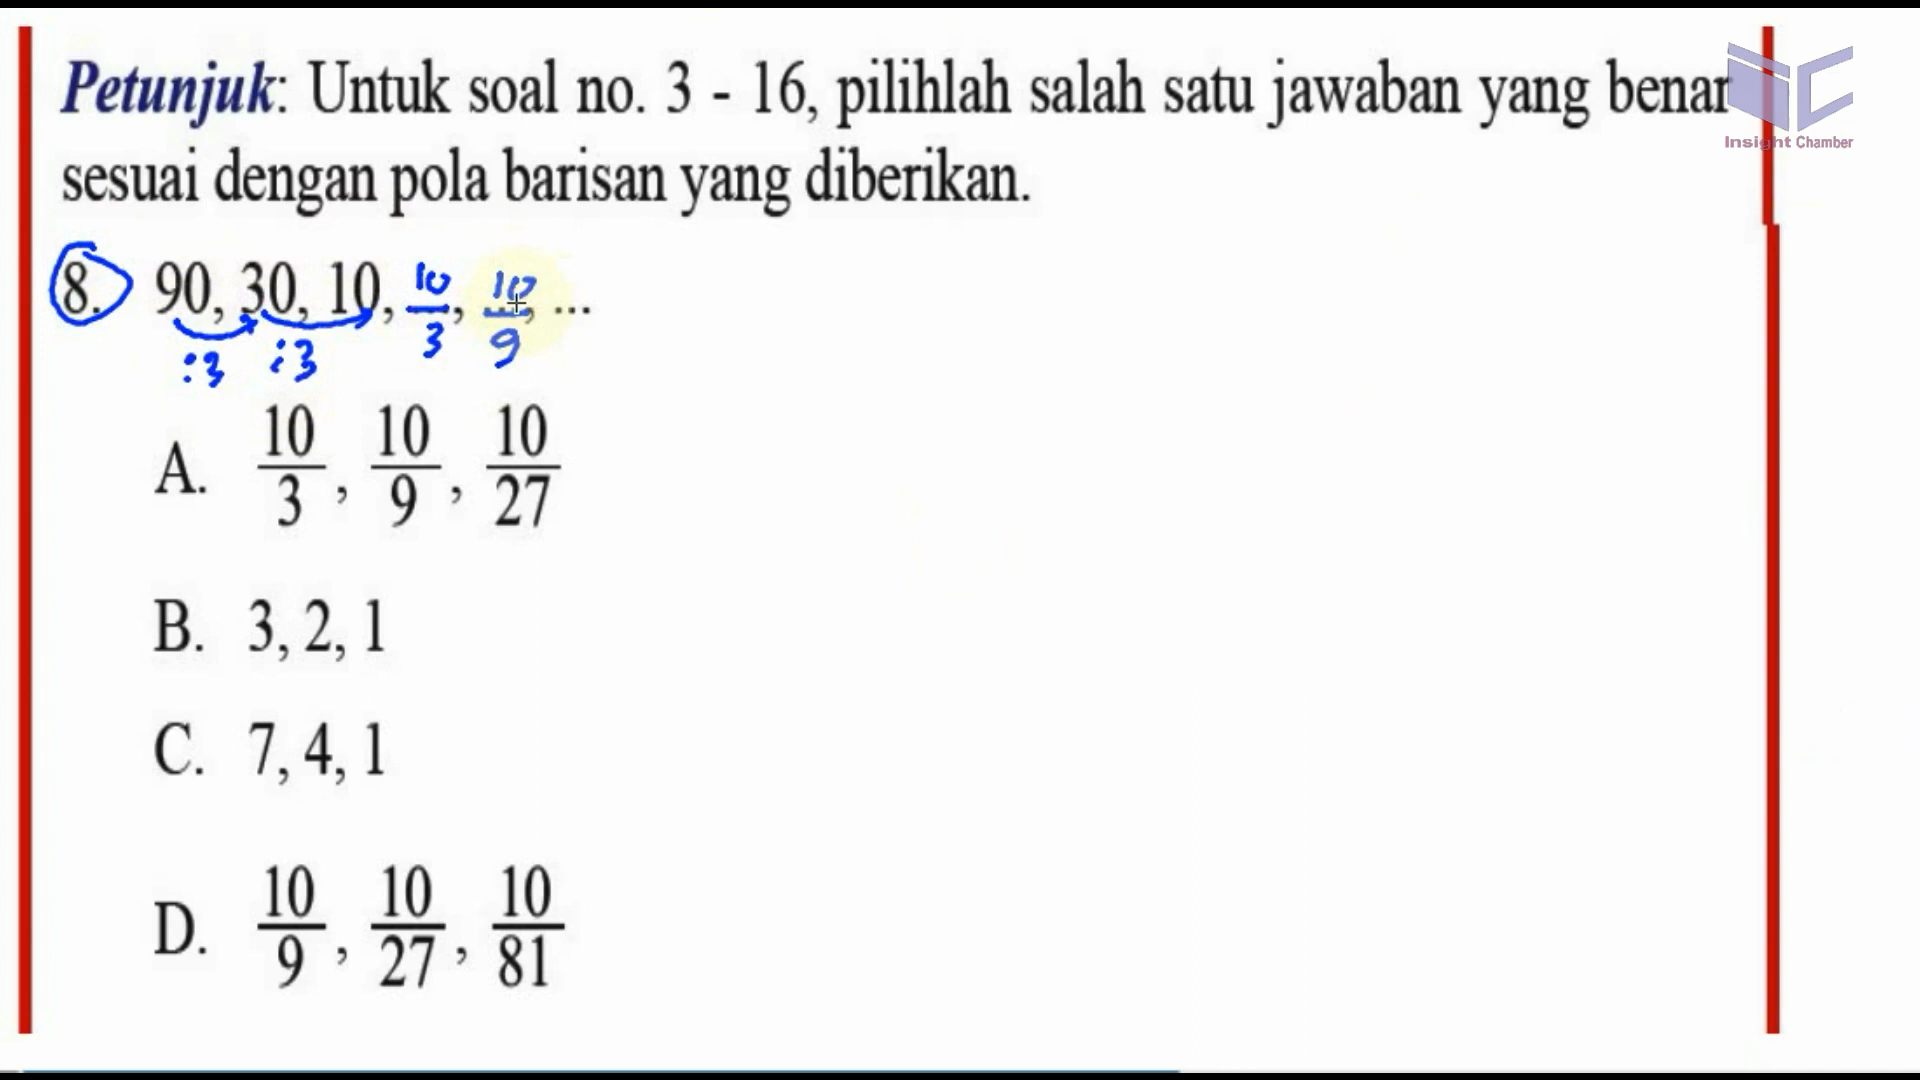 Petunjuk: Untuk soal no. 3 - 16, pilihlah salah satu jawaban yang benar
sesuai dengan pola barisan yang diberikan.
Insight Chamber
8. 90, 30, 10, 10/3, 10/9, ...
:3 :3
A. 10/3, 10/9, 10/27
B. 3, 2, 1
C. 7, 4, 1
D. 10/9, 10/27, 10/81